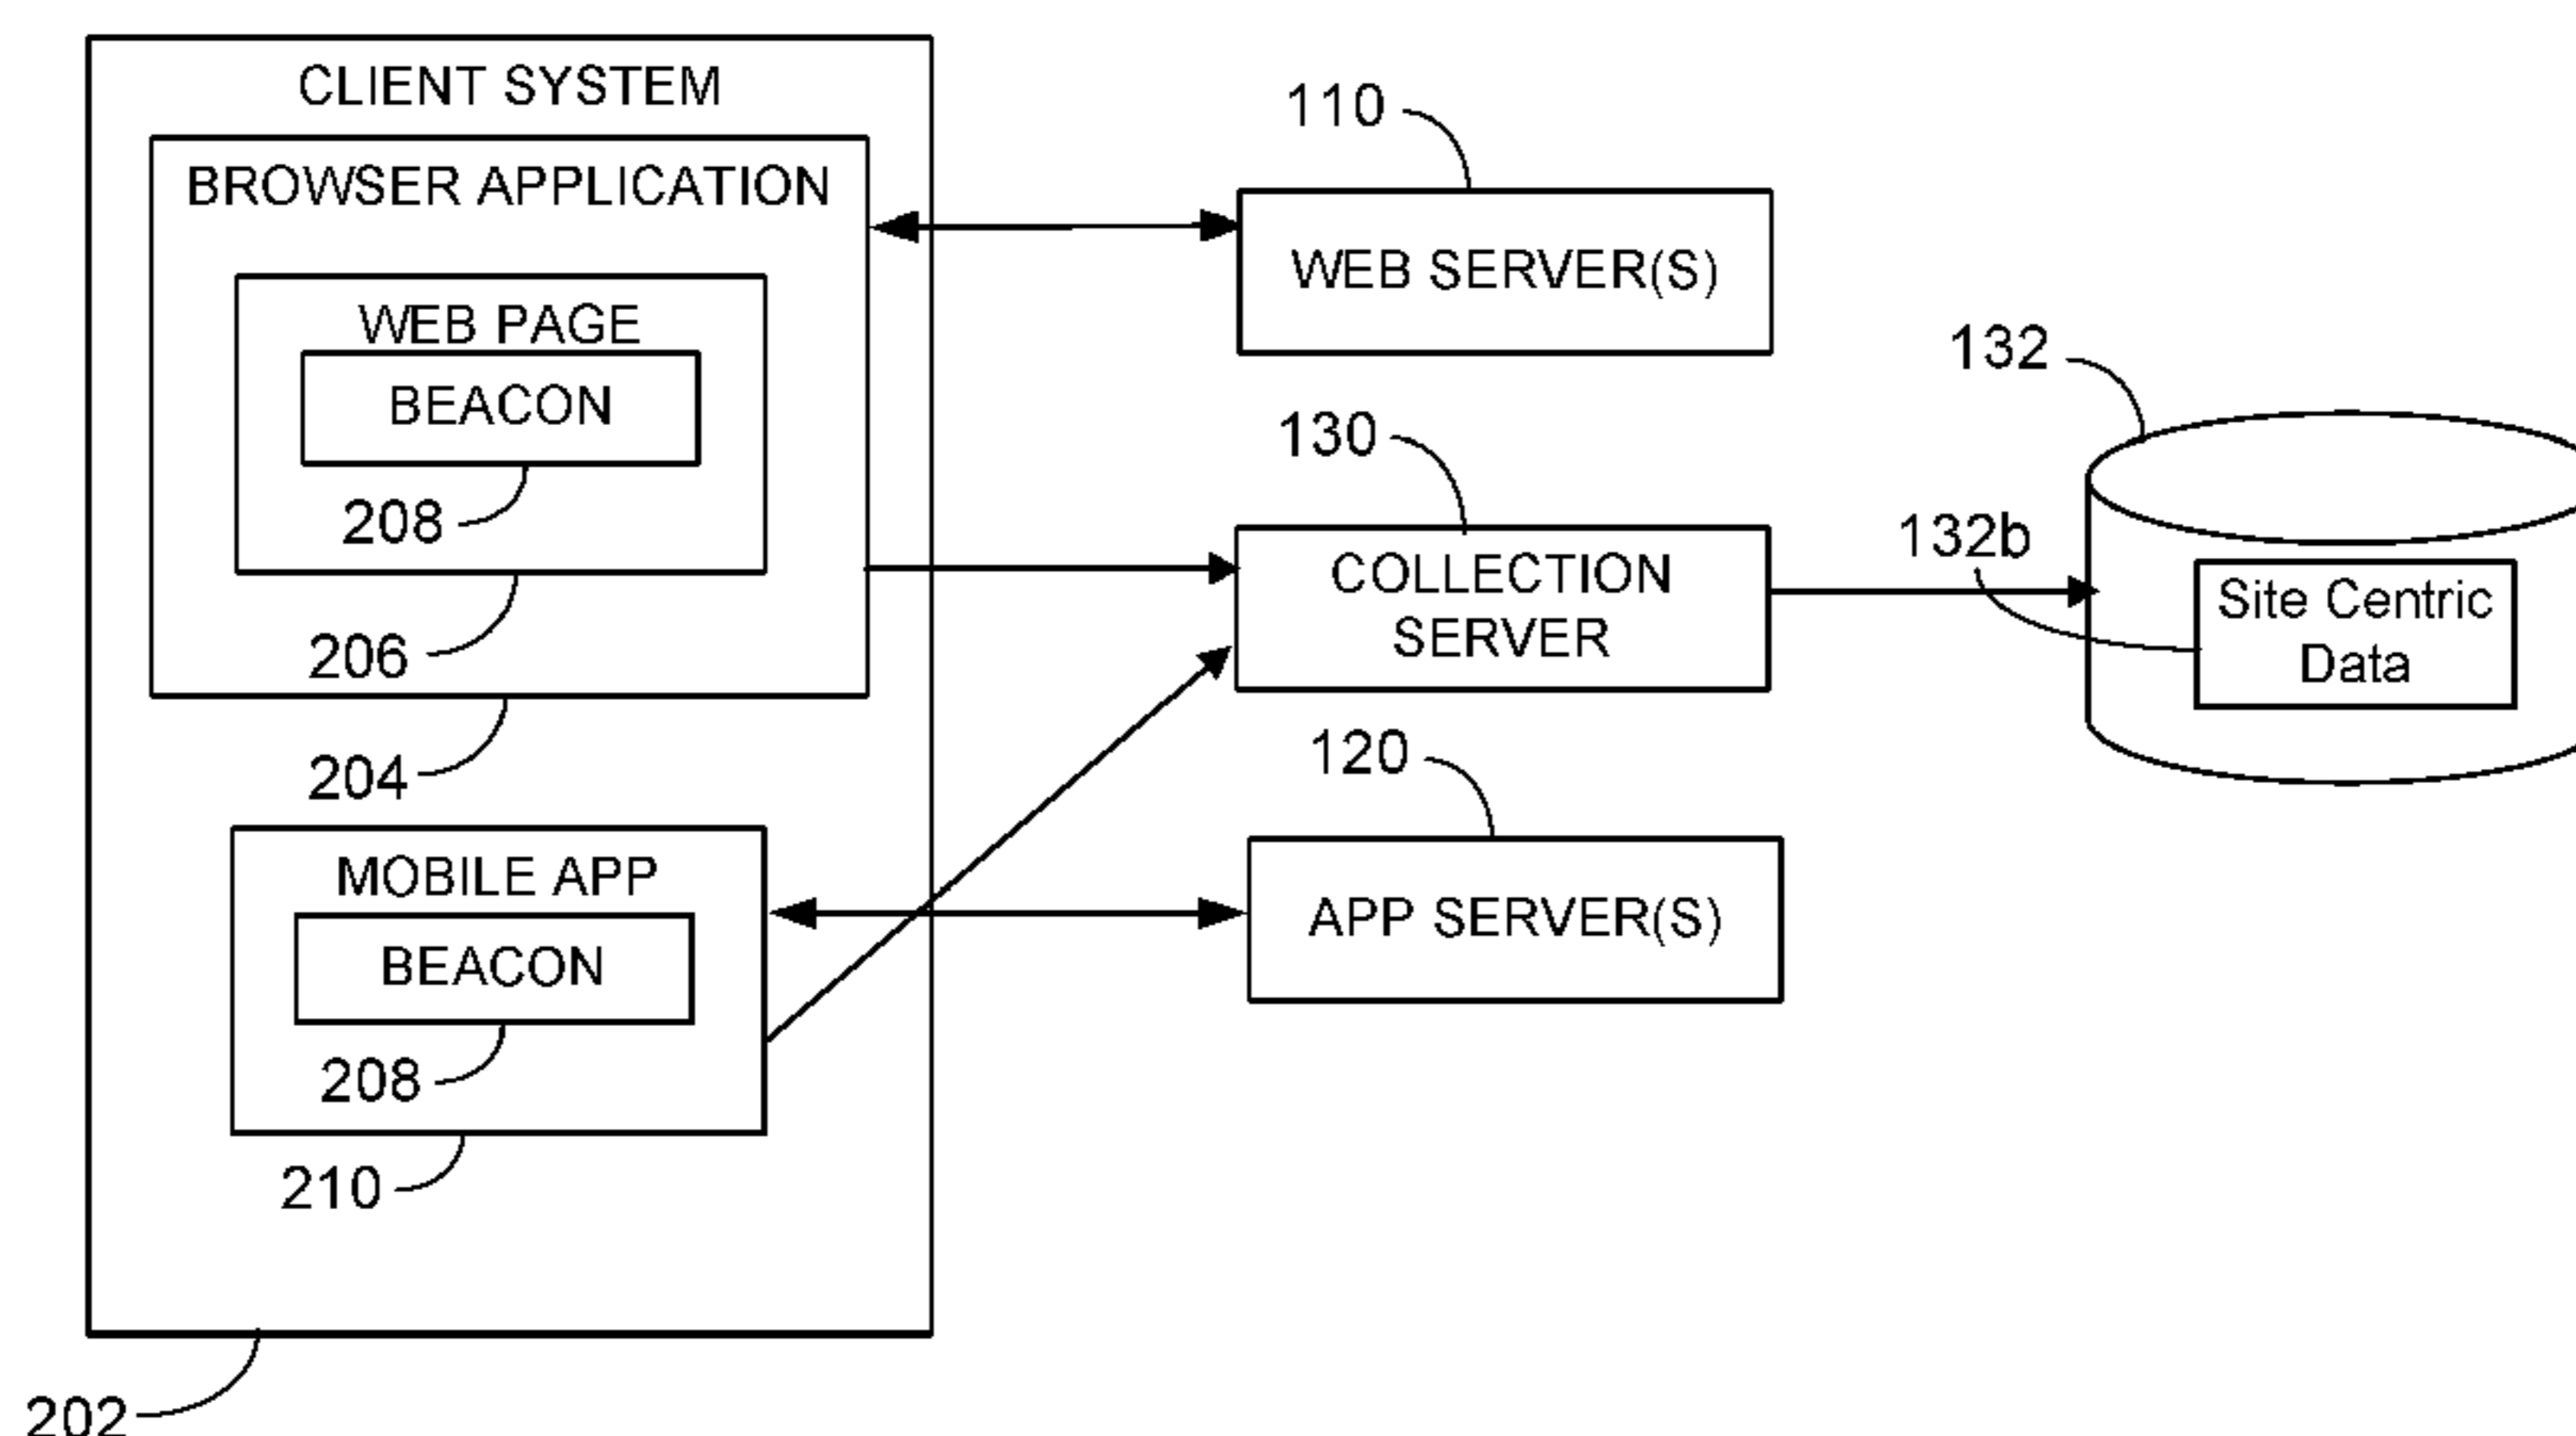 CLIENT SYSTEM
BROWSER APPLICATION
WEB PAGE
BEACON
208
206
204
MOBILE APP
BEACON
208
210
202
110
WEB SERVER(S)
130
COLLECTION
SERVER
120
APP SERVER(S)
132
132b
Site Centric
Data